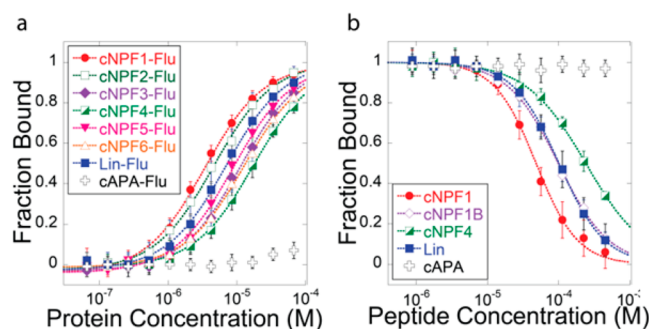 a
Fraction Bound
1
0.8
0.6
0.4
0.2
0
cNPF1-Flu
cNPF2-Flu
cNPF3-Flu
cNPF4-Flu
cNPF5-Flu
cNPF6-Flu
Lin-Flu
cAPA-Flu
10-7
10-6
10-5
10-4
Protein Concentration (M)
b
Fraction Bound
1
0.8
0.6
0.4
0.2
0
cNPF1
cNPF1B
cNPF4
Lin
cAPA
10-6
10-5
10-4
10-3
Peptide Concentration (M)